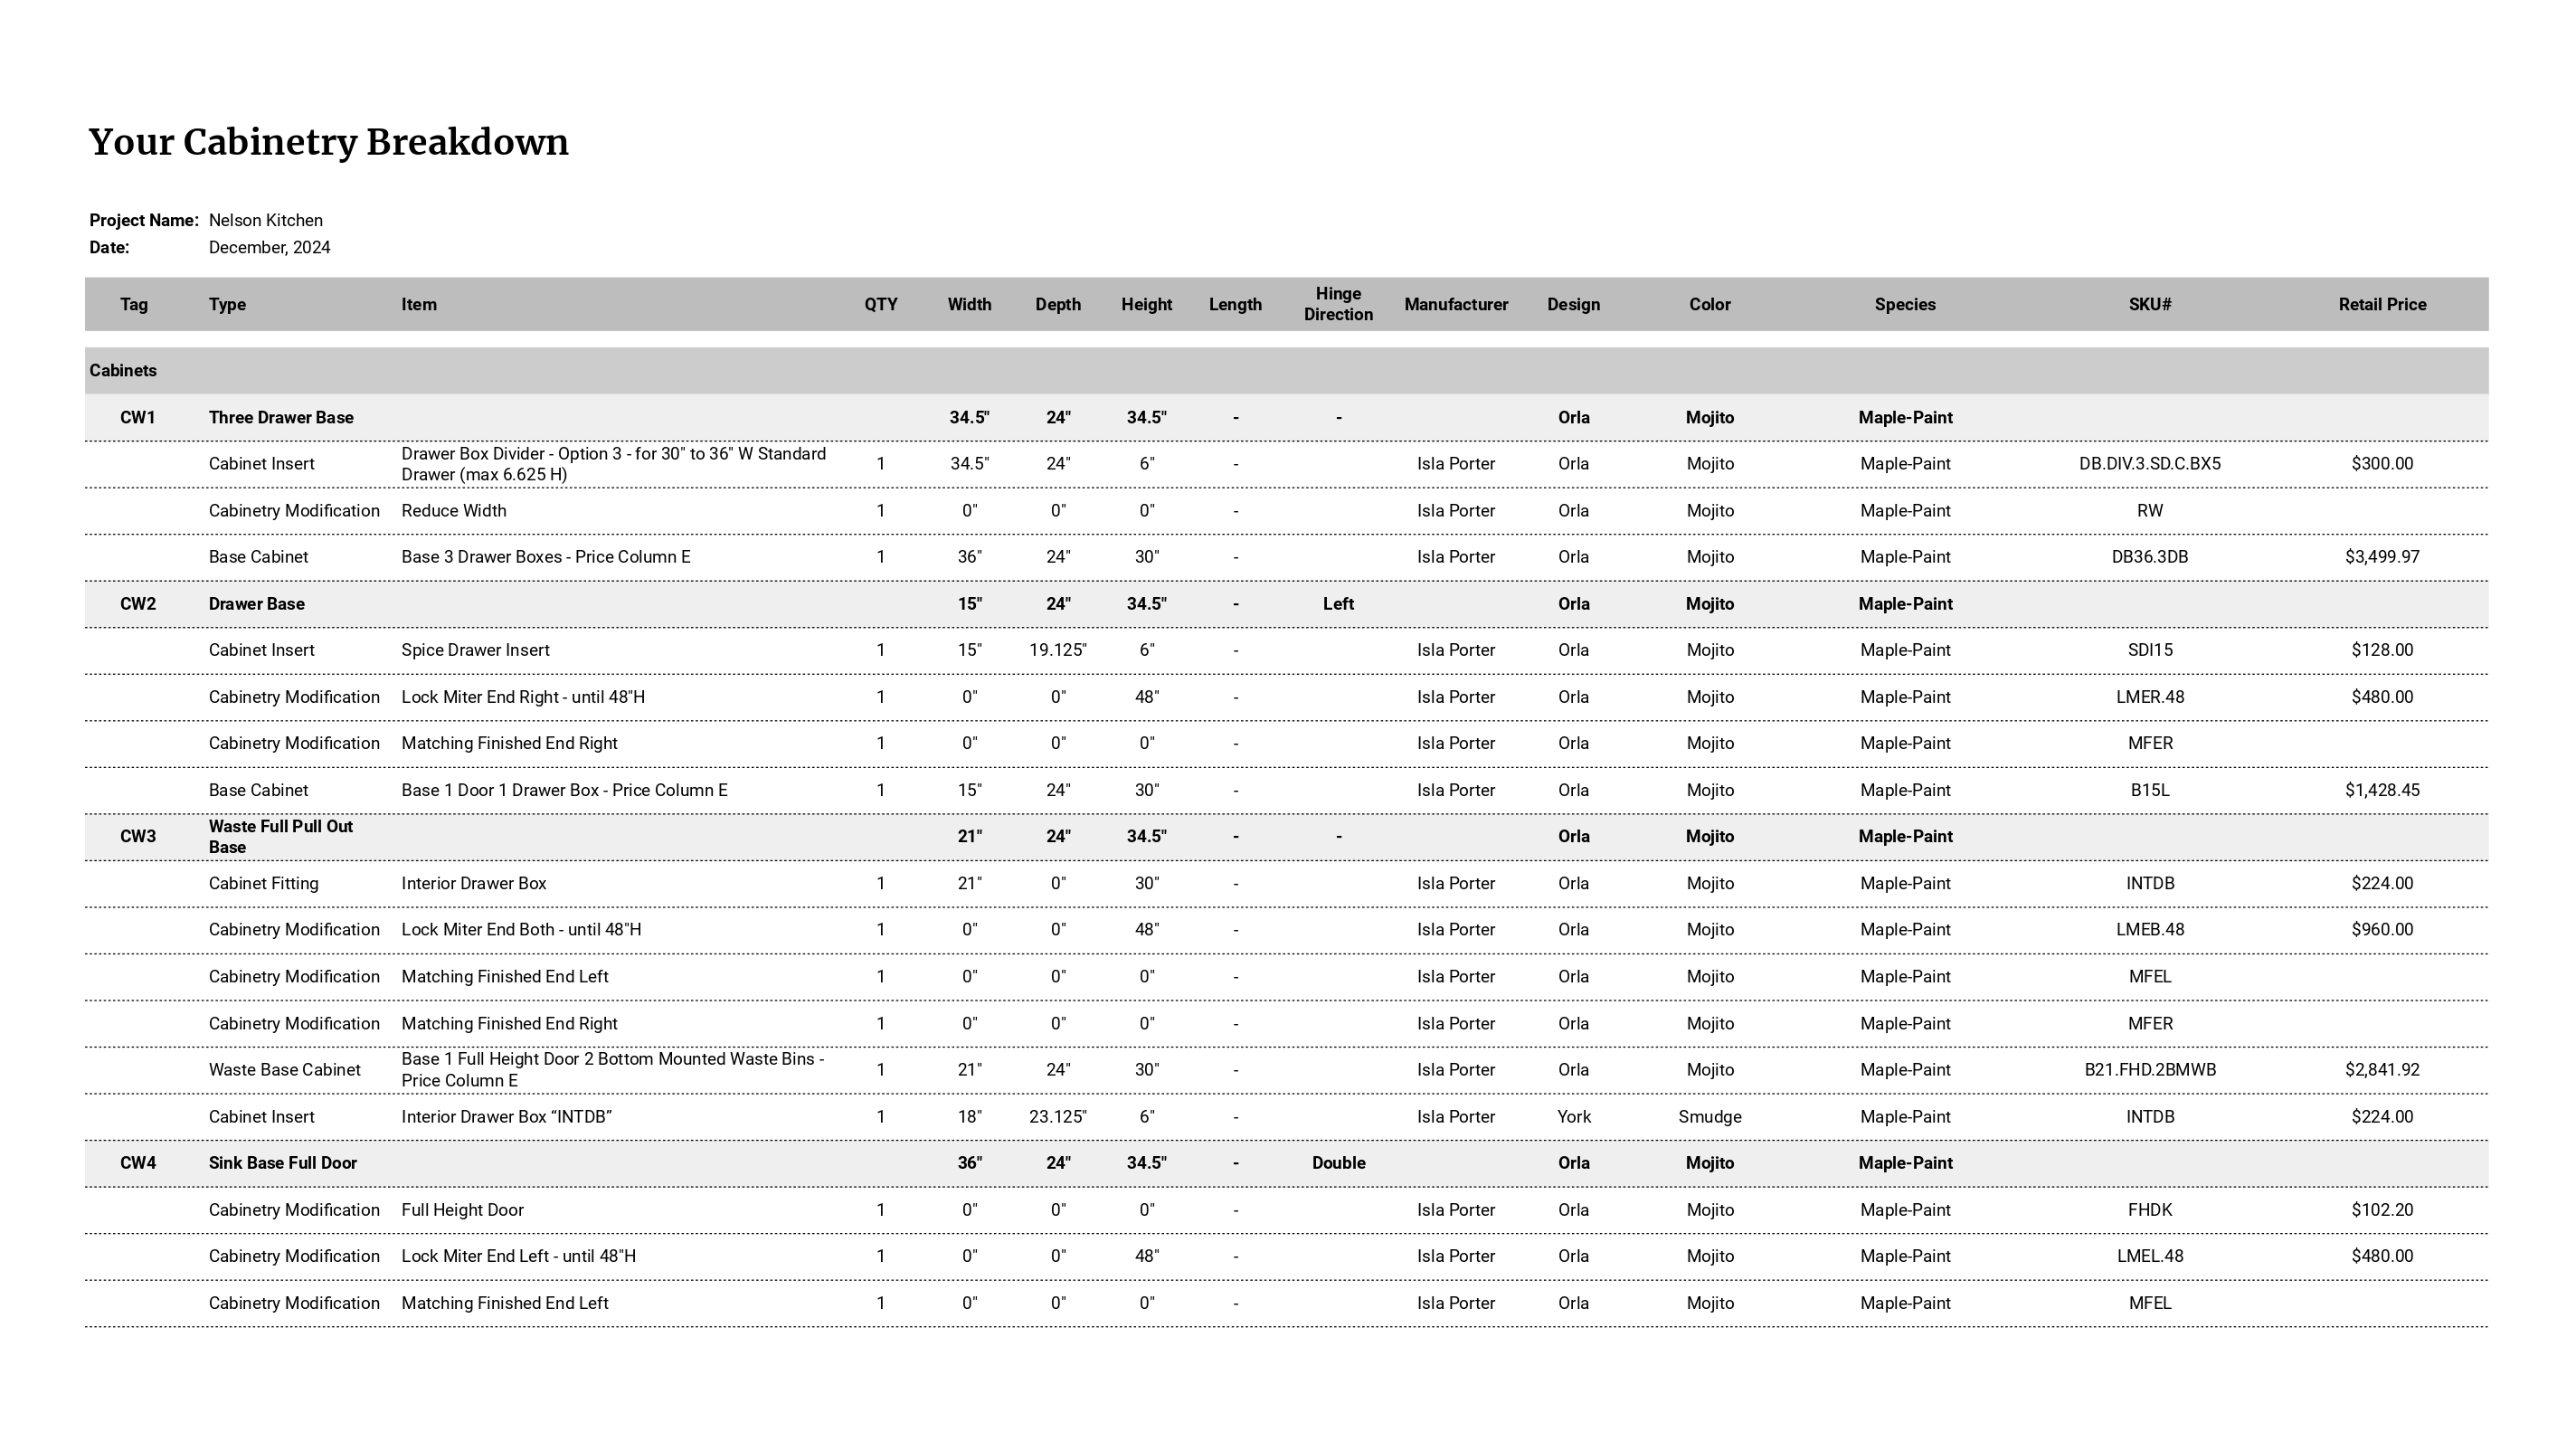 Your Cabinetry Breakdown
Project Name: Nelson Kitchen
Date: December, 2024
Tag Type Item QTY Width Depth Height Length Hinge Direction Manufacturer Design Color Species SKU# Retail Price
Cabinets
CW1 Three Drawer Base 34.5" 24" 34.5" - - Orla Mojito Maple-Paint
Cabinet Insert Drawer Box Divider - Option 3 - for 30" to 36" W Standard Drawer (max 6.625 H) 1 34.5" 24" 6" - Isla Porter Orla Mojito Maple-Paint DB.DIV.3.SD.C.BX5 $300.00
Cabinetry Modification Reduce Width 1 0" 0" 0" - Isla Porter Orla Mojito Maple-Paint RW
Base Cabinet Base 3 Drawer Boxes - Price Column E 1 36" 24" 30" - Isla Porter Orla Mojito Maple-Paint DB36.3DB $3,499.97
CW2 Drawer Base 15" 24" 34.5" - Left Orla Mojito Maple-Paint
Cabinet Insert Spice Drawer Insert 1 15" 19.125" 6" - Isla Porter Orla Mojito Maple-Paint SDI15 $128.00
Cabinetry Modification Lock Miter End Right - until 48"H 1 0" 0" 48" - Isla Porter Orla Mojito Maple-Paint LMER.48 $480.00
Cabinetry Modification Matching Finished End Right 1 0" 0" 0" - Isla Porter Orla Mojito Maple-Paint MFER
Base Cabinet Base 1 Door 1 Drawer Box - Price Column E 1 15" 24" 30" - Isla Porter Orla Mojito Maple-Paint B15L $1,428.45
CW3 Waste Full Pull Out Base 21" 24" 34.5" - - Orla Mojito Maple-Paint
Cabinet Fitting Interior Drawer Box 1 21" 0" 30" - Isla Porter Orla Mojito Maple-Paint INTDB $224.00
Cabinetry Modification Lock Miter End Both - until 48"H 1 0" 0" 48" - Isla Porter Orla Mojito Maple-Paint LMEB.48 $960.00
Cabinetry Modification Matching Finished End Left 1 0" 0" 0" - Isla Porter Orla Mojito Maple-Paint MFEL
Cabinetry Modification Matching Finished End Right 1 0" 0" 0" - Isla Porter Orla Mojito Maple-Paint MFER
Waste Base Cabinet Base 1 Full Height Door 2 Bottom Mounted Waste Bins - Price Column E 1 21" 24" 30" - Isla Porter Orla Mojito Maple-Paint B21.FHD.2BMWB $2,841.92
Cabinet Insert Interior Drawer Box “INTDB” 1 18" 23.125" 6" - Isla Porter York Smudge Maple-Paint INTDB $224.00
CW4 Sink Base Full Door 36" 24" 34.5" - Double Orla Mojito Maple-Paint
Cabinetry Modification Full Height Door 1 0" 0" 0" - Isla Porter Orla Mojito Maple-Paint FHDK $102.20
Cabinetry Modification Lock Miter End Left - until 48"H 1 0" 0" 48" - Isla Porter Orla Mojito Maple-Paint LMEL.48 $480.00
Cabinetry Modification Matching Finished End Left 1 0" 0" 0" - Isla Porter Orla Mojito Maple-Paint MFEL